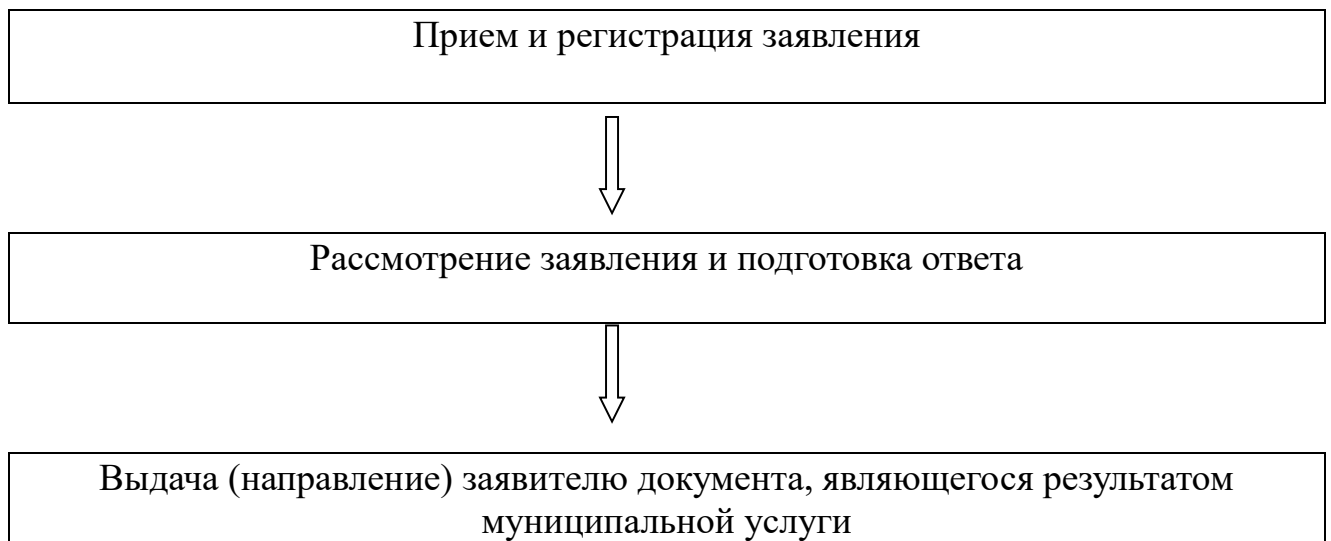 Прием и регистрация заявления
Рассмотрение заявления и подготовка ответа
Выдача (направление) заявителю документа, являющегося результатом
муниципальной услуги